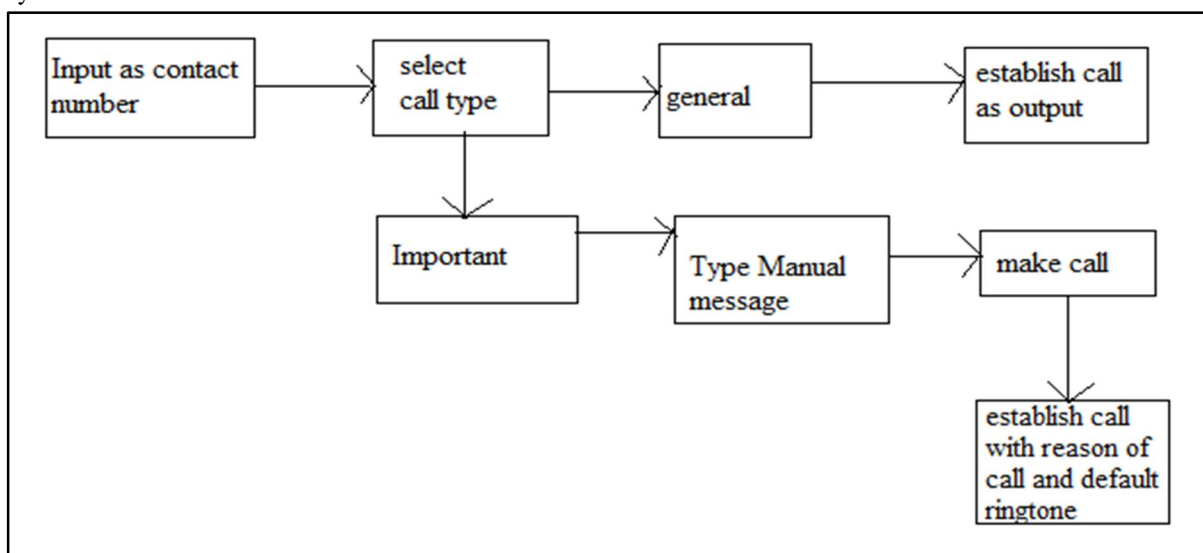 Input as contact
number
select
call type
general
establish call
as output
Important
Type Manual
message
make call
establish call
with reason of
call and default
ringtone